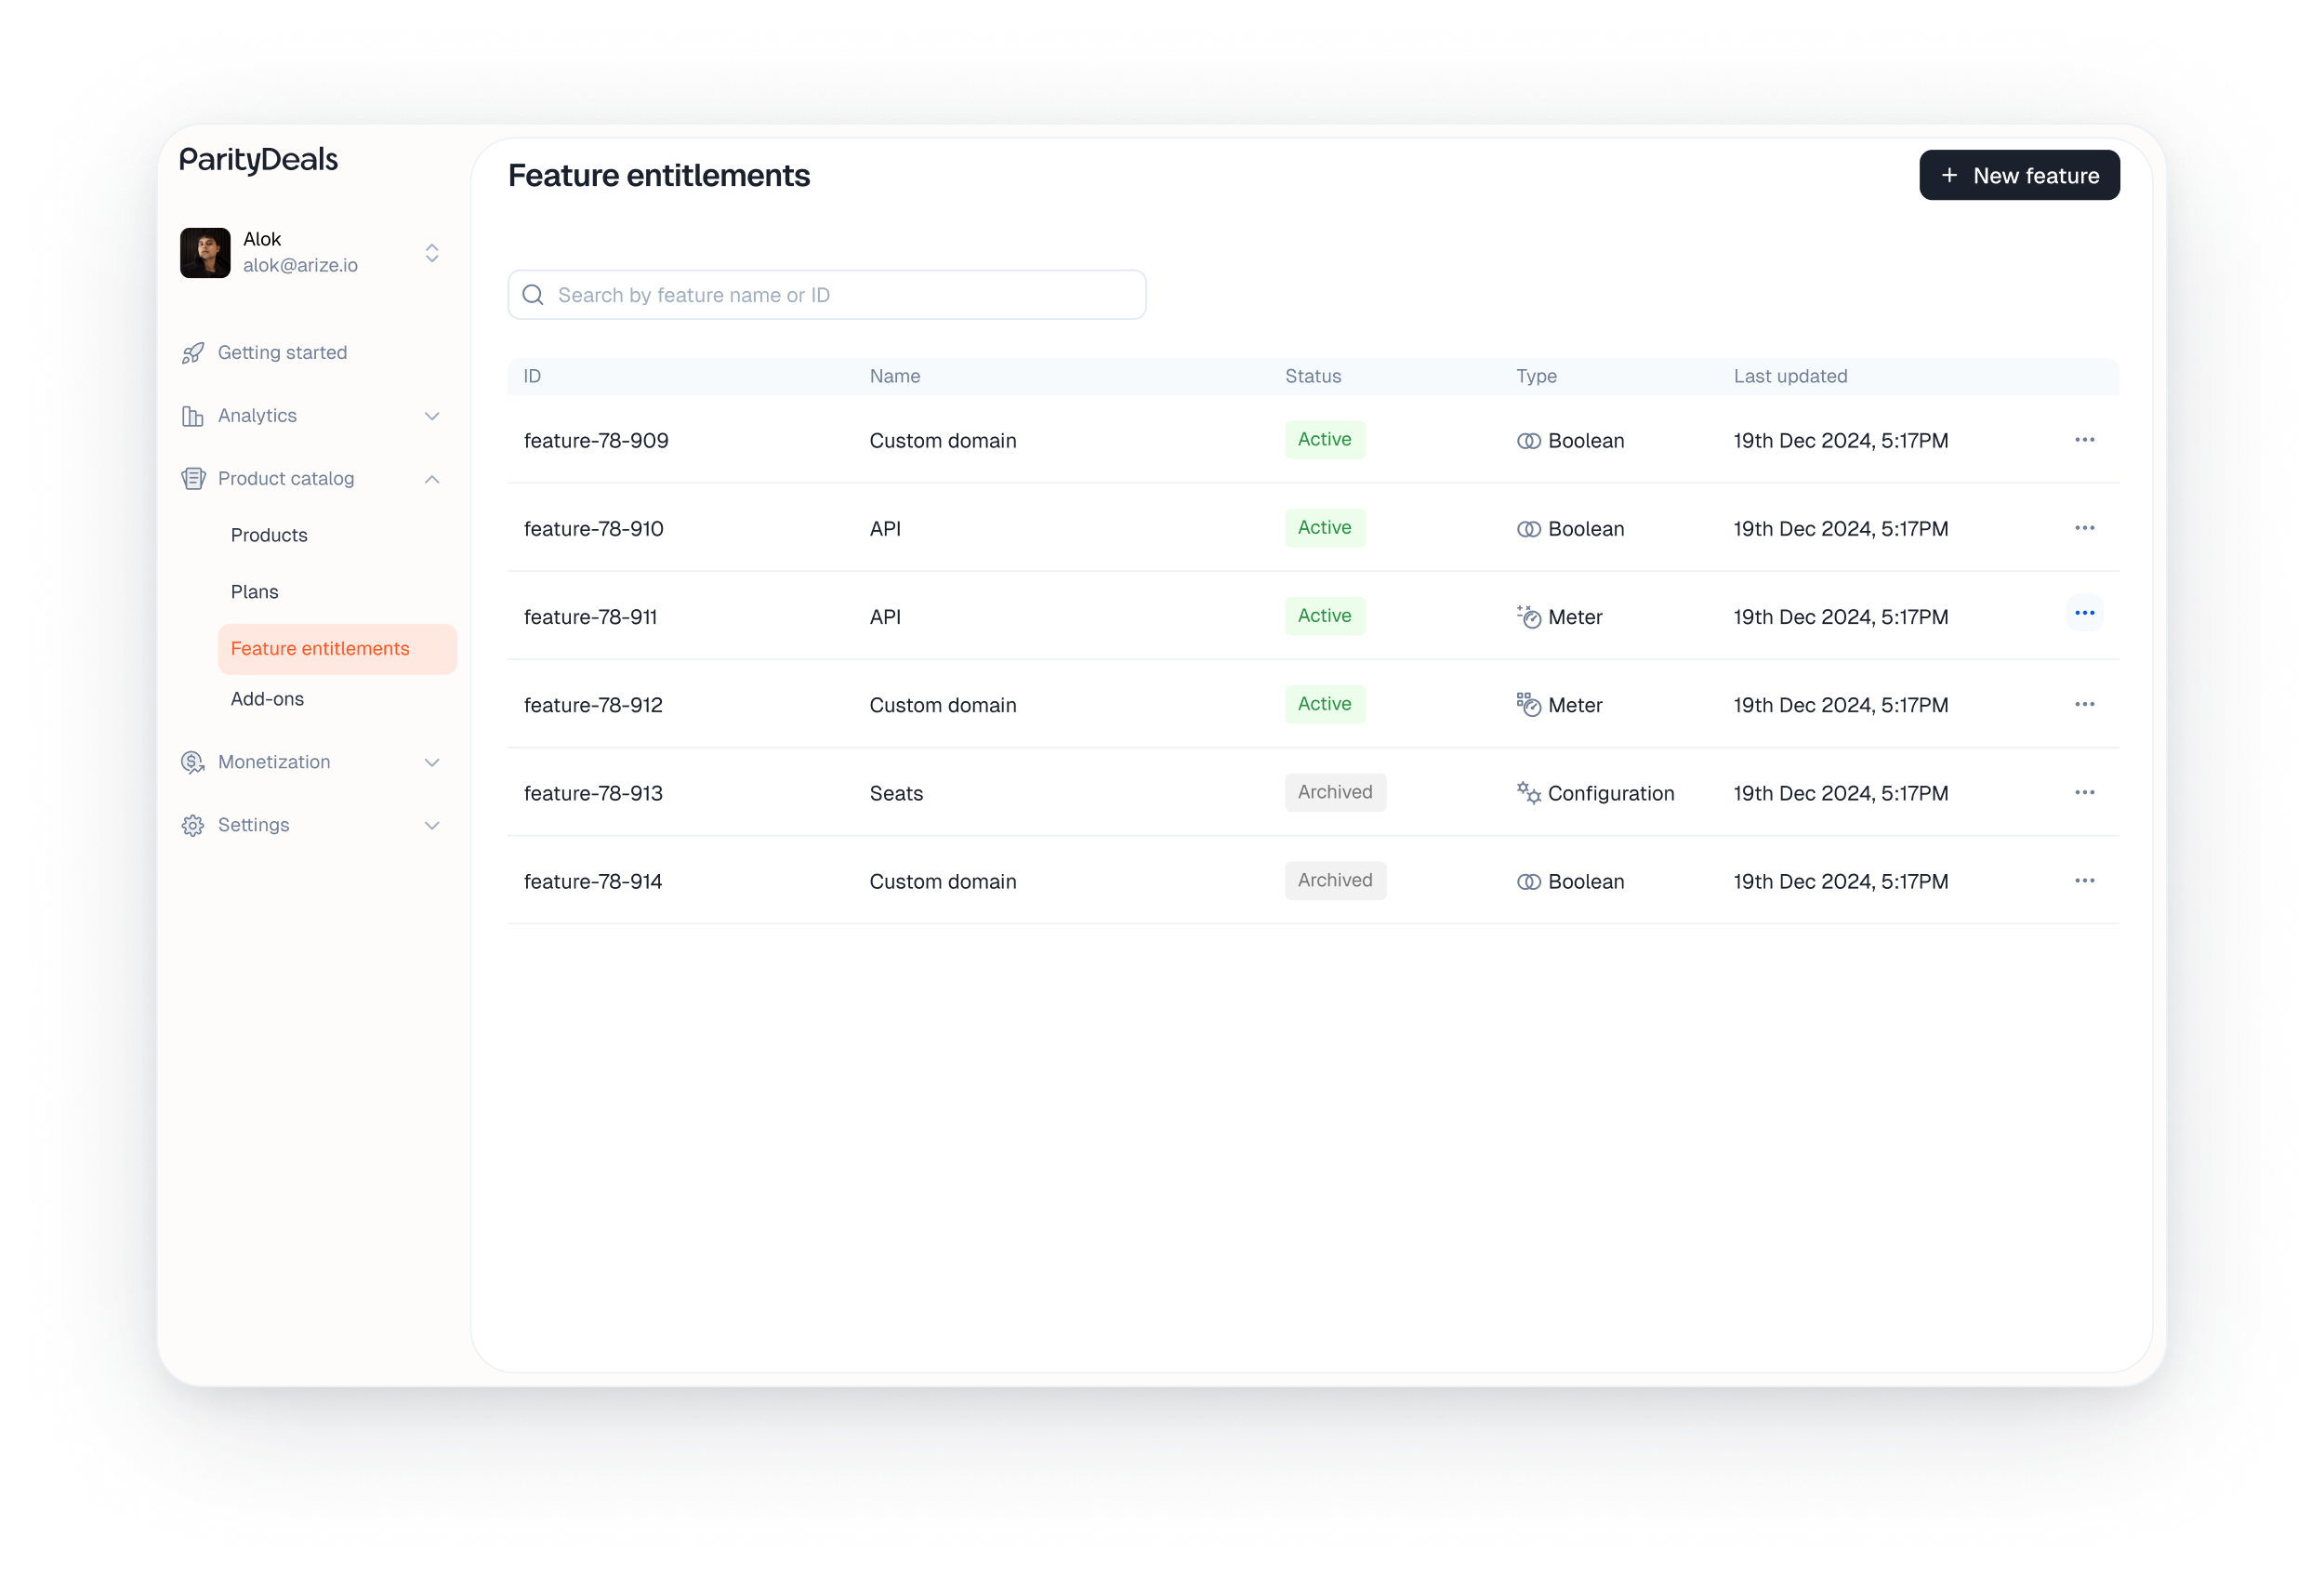 ParityDeals
Alok
alok@arize.io
Getting started
Analytics
Product catalog
Products
Plans
Feature entitlements
Add-ons
Monetization
Settings
Feature entitlements
+ New feature
Search by feature name or ID
ID Name Status Type Last updated
feature-78-909 Custom domain Active Boolean 19th Dec 2024, 5:17PM
feature-78-910 API Active Boolean 19th Dec 2024, 5:17PM
feature-78-911 API Active Meter 19th Dec 2024, 5:17PM
feature-78-912 Custom domain Active Meter 19th Dec 2024, 5:17PM
feature-78-913 Seats Archived Configuration 19th Dec 2024, 5:17PM
feature-78-914 Custom domain Archived Boolean 19th Dec 2024, 5:17PM